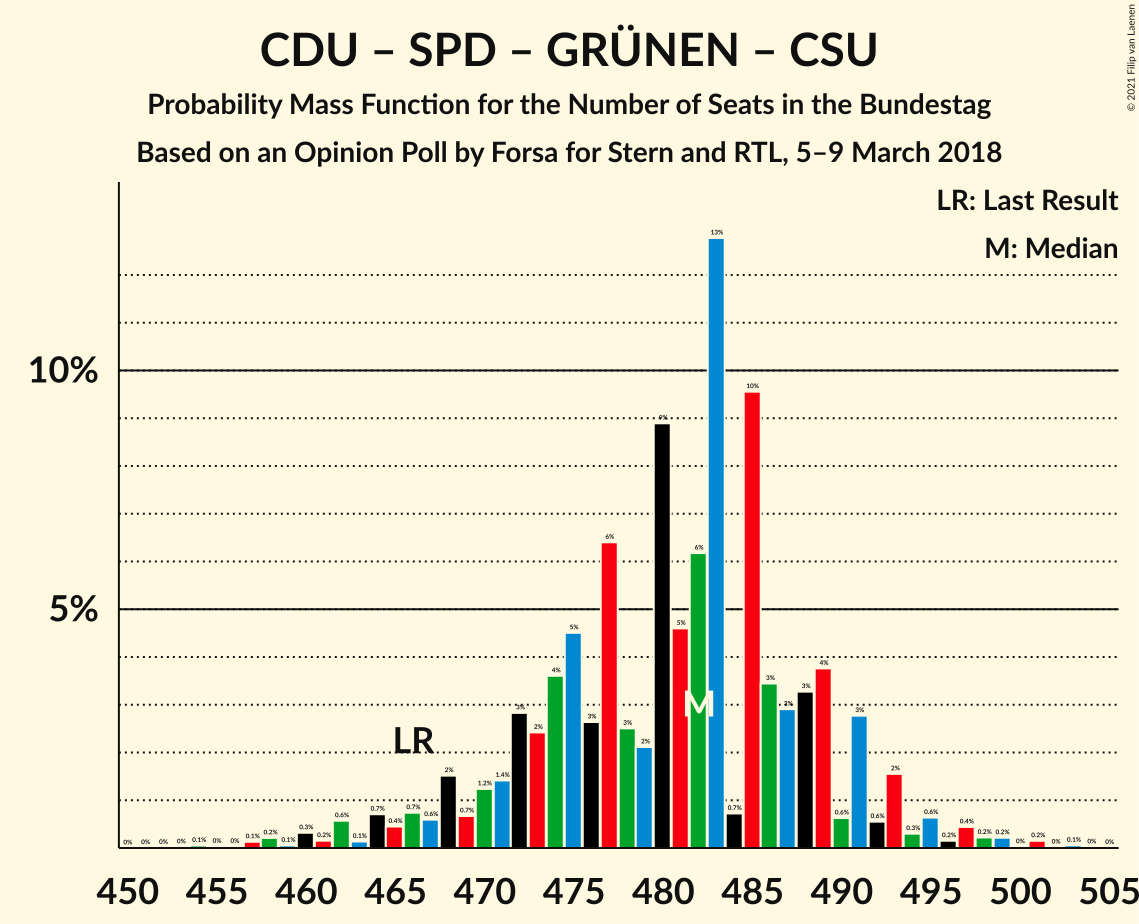 CDU – SPD – GRÜNEN – CSU
Probability Mass Function for the Number of Seats in the Bundestag
Based on an Opinion Poll by Forsa for Stern and RTL, 5–9 March 2018
© 2021 Filip van Laenen
LR: Last Result
M: Median
10%
5%
LR
M
0% 0% 0% 0% 0.1% 0% 0% 0.1% 0.2% 0.1% 0.3% 0.2% 0.6% 0.1% 0.7% 0.4% 0.7% 0.6% 2% 0.7% 1.2% 1.4% 3% 2% 4% 5% 3% 6% 3% 2% 9% 5% 6% 13% 0.7% 10% 3% 3% 3% 4% 0.6% 3% 0.6% 2% 0.3% 0.6% 0.2% 0.4% 0.2% 0.2% 0% 0.2% 0% 0.1% 0% 0%
450 455 460 465 470 475 480 485 490 495 500 505